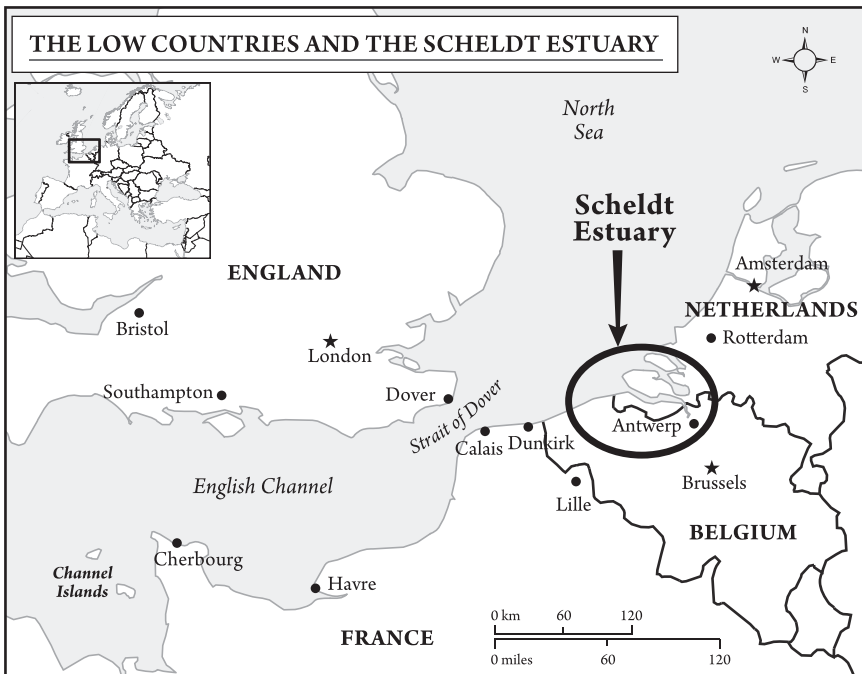 THE LOW COUNTRIES AND THE SCHELDT ESTUARY
N
W E
S
North
Sea
Scheldt
Estuary
Amsterdam
ENGLAND
NETHERLANDS
Bristol
Rotterdam
London
Southampton
Dover
Strait of Dover
Antwerp
Calais
Dunkirk
Brussels
English Channel
Lille
BELGIUM
Cherbourg
Channel
Islands
Havre
0 km 60 120
FRANCE
0 miles 60 120